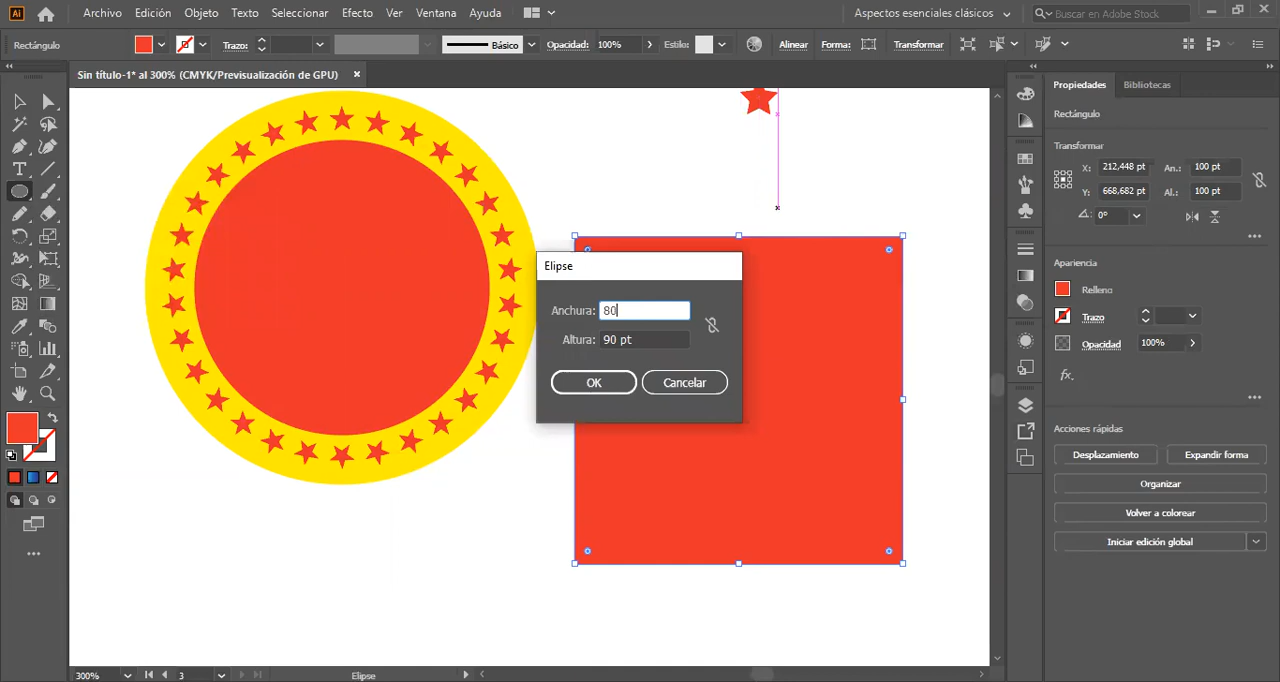 Ai Archivo Edición Objeto Texto Seleccionar Efecto Ver Ventana Ayuda Aspectos esenciales clásicos Buscar en Adobe Stock
Rectángulo Trazo: Básico Opacidad: 100% Estilo: Alinear Forma: Transformar
Sin título-1* al 300% (CMYK/Previsualización de GPU)
Propiedades Bibliotecas
Rectángulo
Transformar
X: 212,448 pt An.: 100 pt
Y: 668,682 pt Al.: 100 pt
0°
Apariencia
Relleno
Trazo
Opacidad 100%
fx.
Acciones rápidas
Desplazamiento Expandir forma
Organizar
Volver a colorear
Iniciar edición global
Elipse
Anchura: 80
Altura: 90 pt
OK Cancelar
300% 3 Elipse